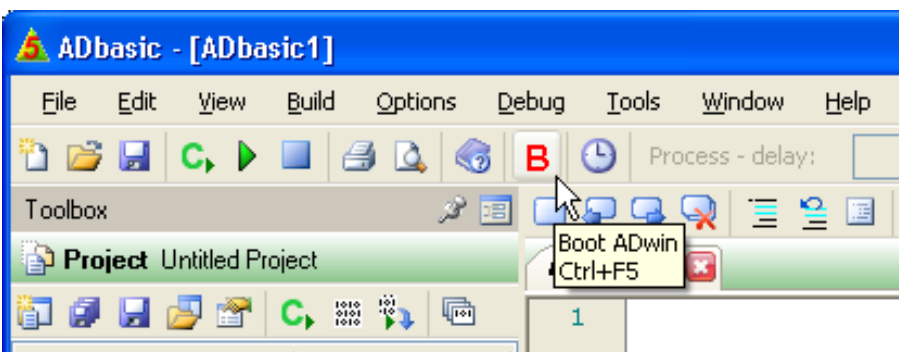 5 ADbasic - [ADbasic1]
File Edit View Build Options Debug Tools Window Help
C B Process - delay:
Toolbox
Boot ADwin
Ctrl+F5
Project Untitled Project
C
1